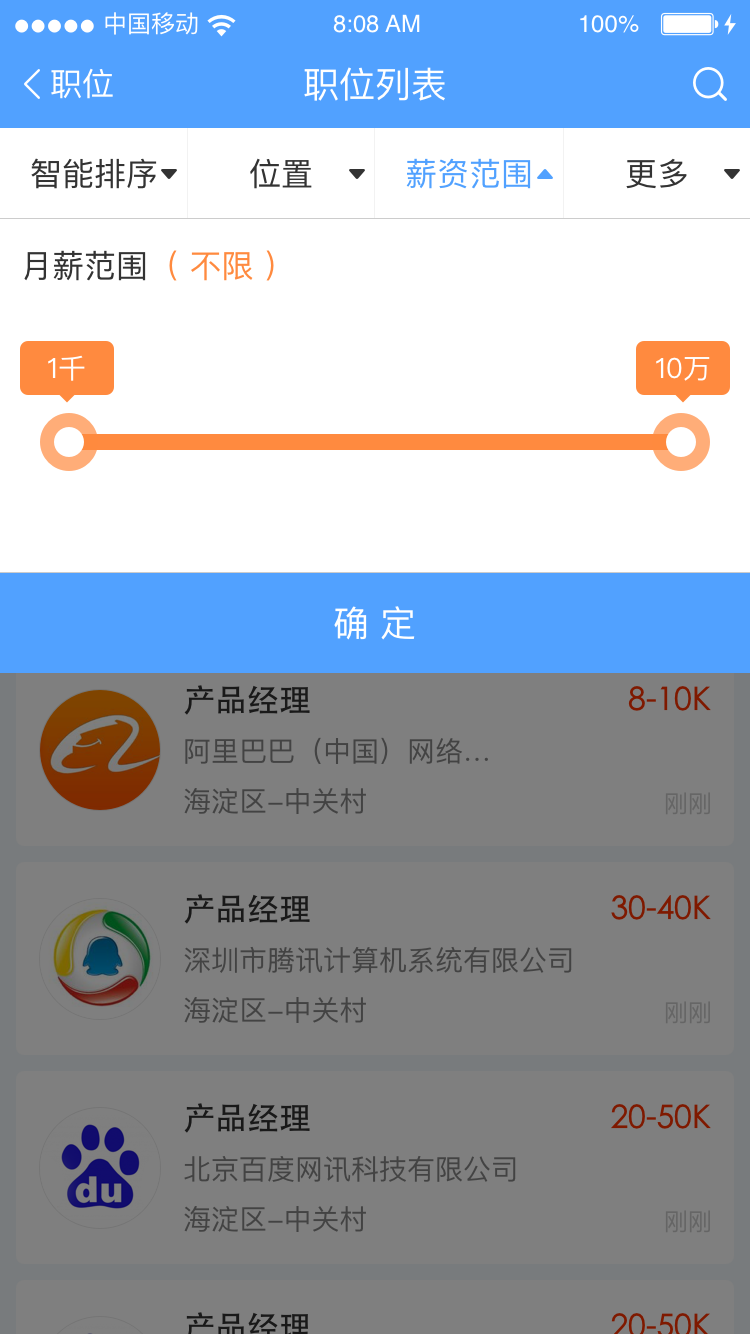 中国移动 8:08 AM 100%
职位 职位列表
智能排序 位置 薪资范围 更多
月薪范围（ 不限 ）
1千 10万
确 定
产品经理 8-10K
阿里巴巴（中国）网络...
海淀区–中关村 刚刚
产品经理 30-40K
深圳市腾讯计算机系统有限公司
海淀区–中关村 刚刚
产品经理 20-50K
北京百度网讯科技有限公司
du
海淀区–中关村 刚刚
产品经理 20-50K